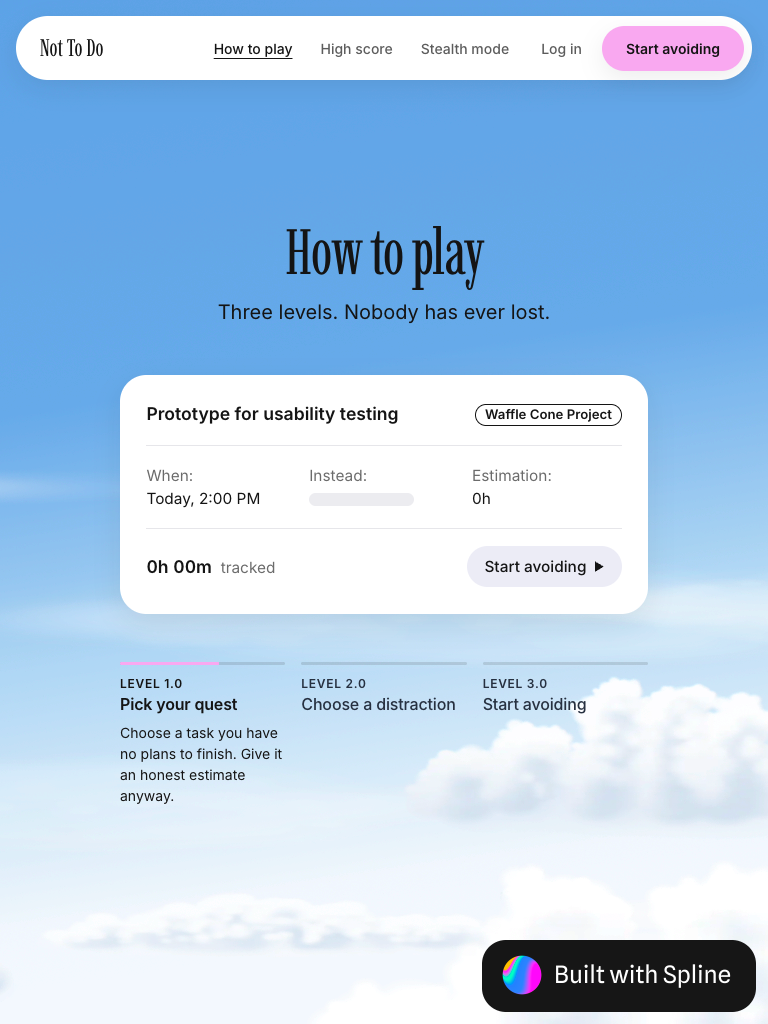 Not To Do
How to play
High score
Stealth mode
Log in
Start avoiding
How to play
Three levels. Nobody has ever lost.
Prototype for usability testing
Waffle Cone Project
When:
Instead:
Estimation:
Today, 2:00 PM
0h
0h 00m tracked
Start avoiding
LEVEL 1.0
Pick your quest
Choose a task you have
no plans to finish. Give it
an honest estimate
anyway.
LEVEL 2.0
Choose a distraction
LEVEL 3.0
Start avoiding
Built with Spline